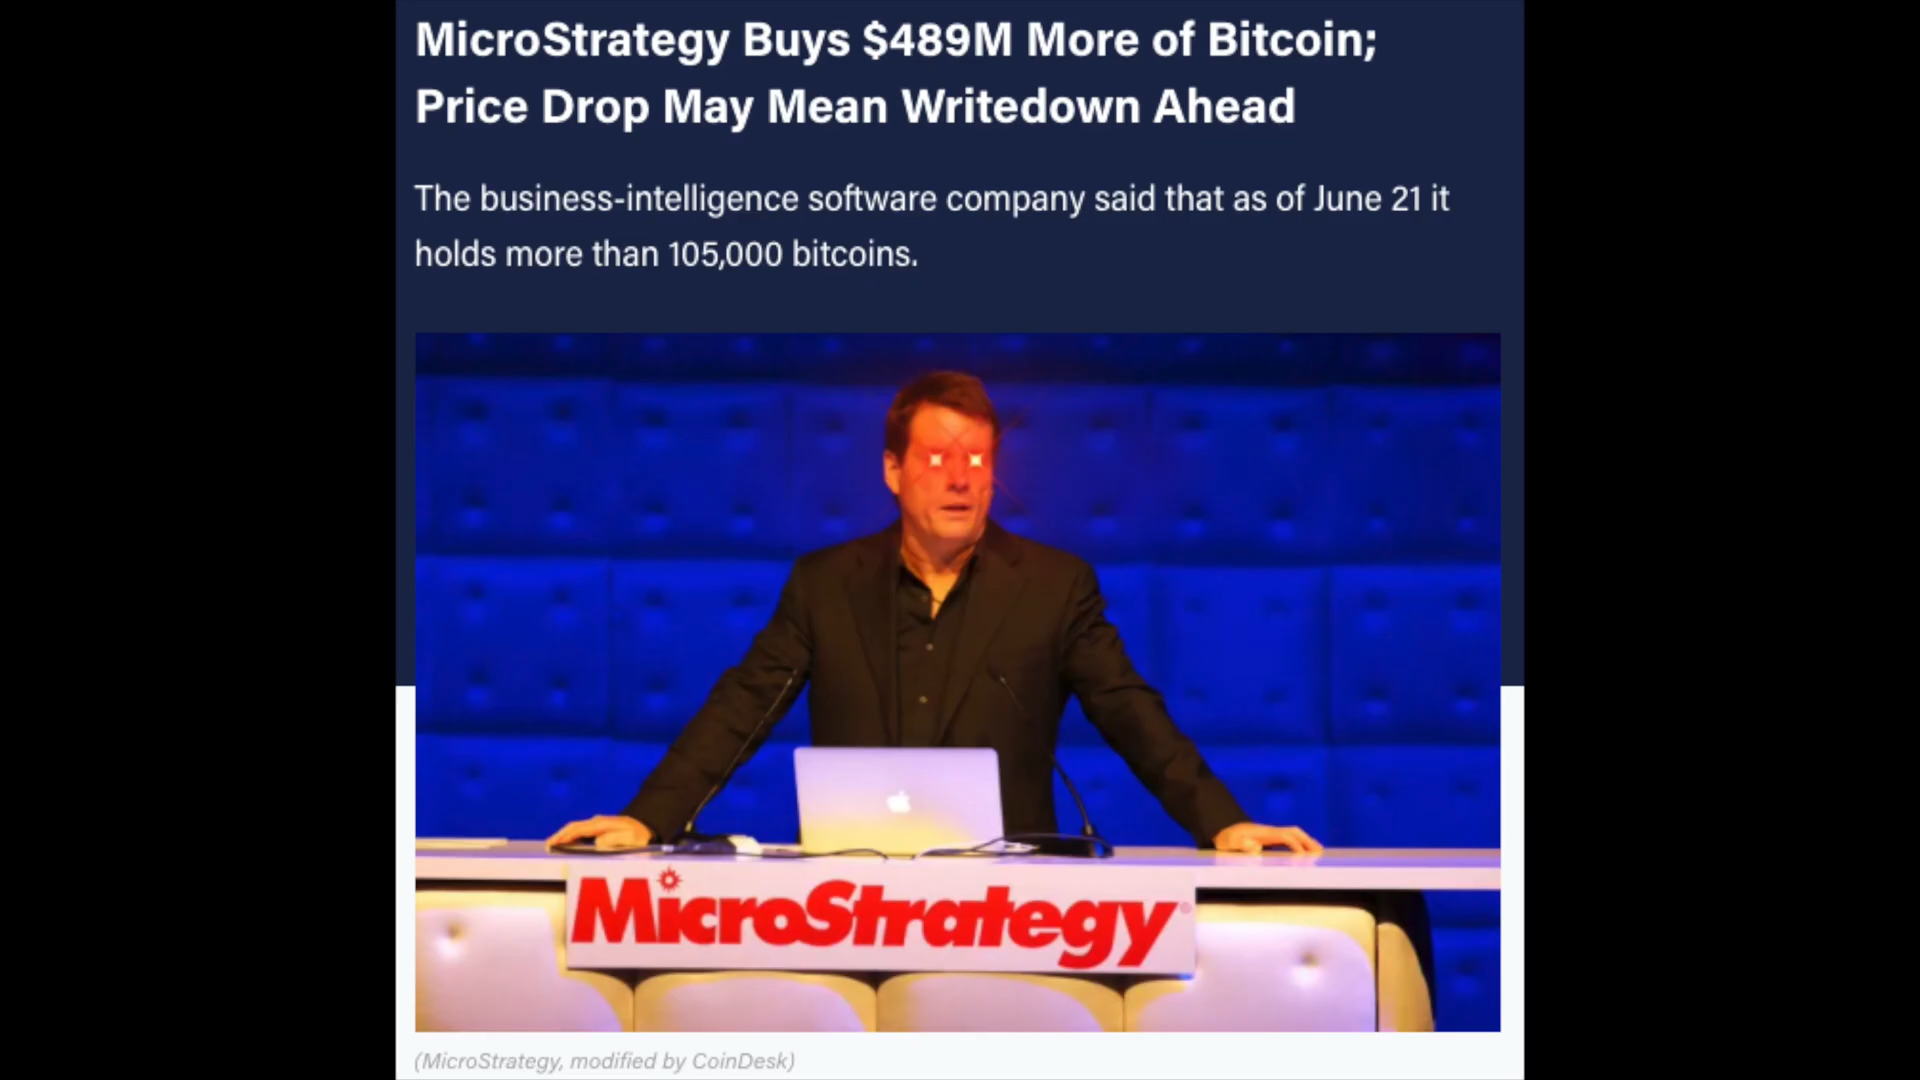 MicroStrategy Buys $489M More of Bitcoin;
Price Drop May Mean Writedown Ahead
The business-intelligence software company said that as of June 21 it
holds more than 105,000 bitcoins.
MicroStrategy
(MicroStrategy, modified by CoinDesk)